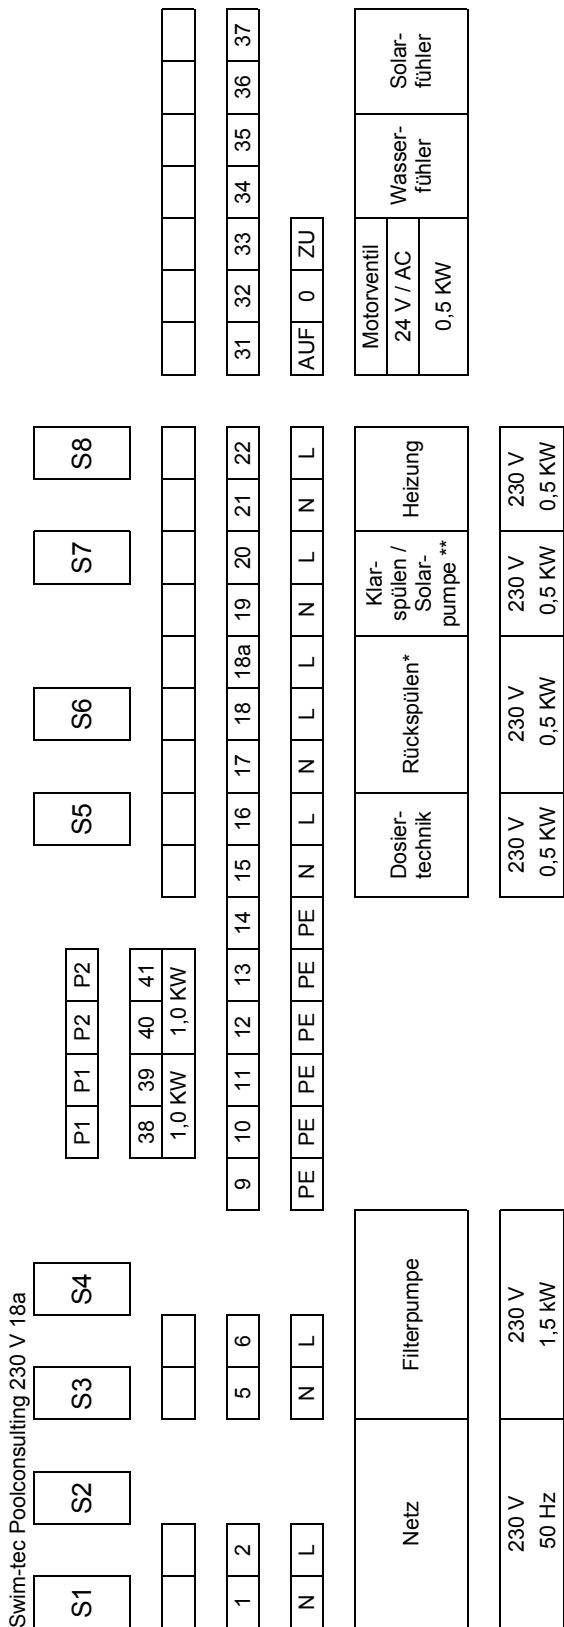 Swim-tec Poolconsulting 230 V 18a
S1 S2 S3 S4 S5 S6 S7 S8
P1 P1 P2 P2
38 39 40 41
1,0 KW 1,0 KW
1 2 5 6 9 10 11 12 13 14 15 16 17 18 18a 19 20 21 22 31 32 33 34 35 36 37
N L N L PE PE PE PE PE PE N L N L L N L N L AUF 0 ZU
Netz
Filterpumpe
Dosier-
technik
Rückspülen*
Klar-
spülen /
Solar-
pumpe **
Heizung
Motorventil
24 V / AC
0,5 KW
Wasser-
fühler
Solar-
fühler
230 V
50 Hz
230 V
1,5 kW
230 V
0,5 KW
230 V
0,5 KW
230 V
0,5 KW
230 V
0,5 KW